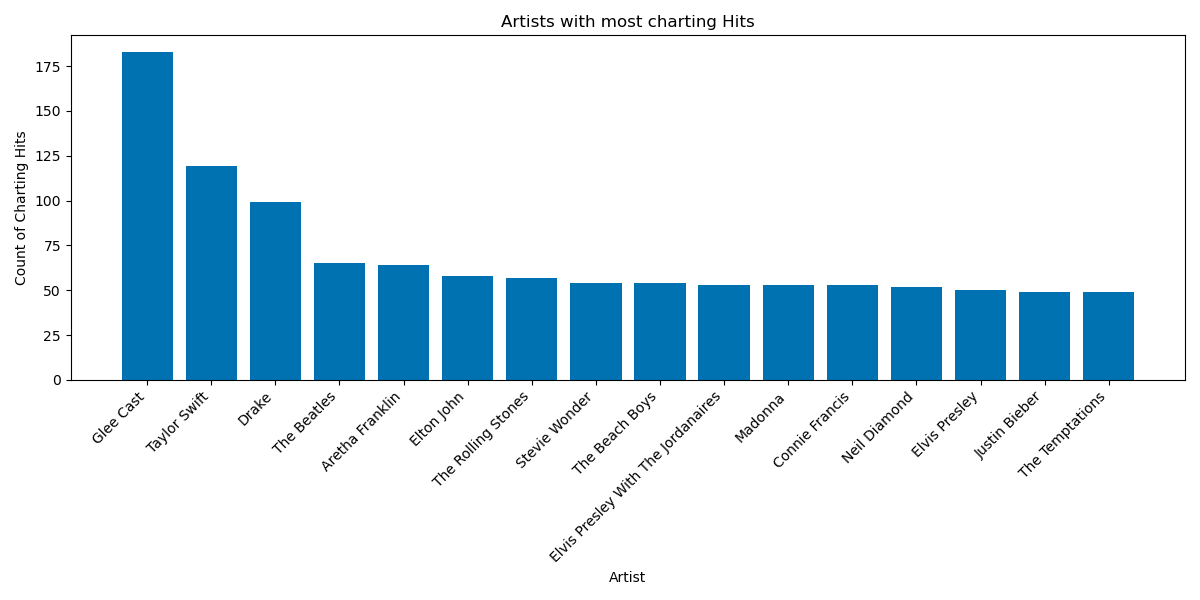 Artists with most charting Hits
Count of Charting Hits
175
150
125
100
75
50
25
0
Glee Cast
Taylor Swift
Drake
The Beatles
Aretha Franklin
Elton John
The Rolling Stones
Stevie Wonder
The Beach Boys
Elvis Presley With The Jordanaires
Madonna
Connie Francis
Neil Diamond
Elvis Presley
Justin Bieber
The Temptations
Artist